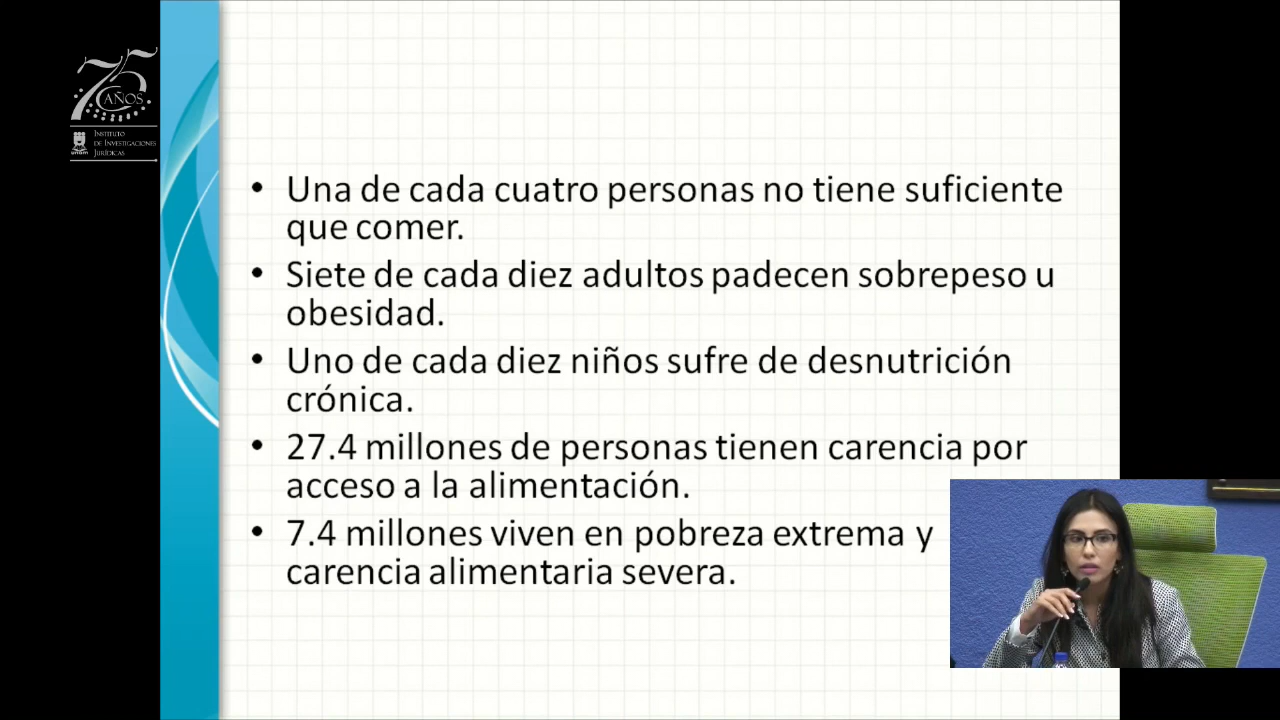 75
AÑOS
INSTITUTO
DE INVESTIGACIONES
JURÍDICAS
UNAM
• Una de cada cuatro personas no tiene suficiente
que comer.
• Siete de cada diez adultos padecen sobrepeso u
obesidad.
• Uno de cada diez niños sufre de desnutrición
crónica.
• 27.4 millones de personas tienen carencia por
acceso a la alimentación.
• 7.4 millones viven en pobreza extrema y
carencia alimentaria severa.